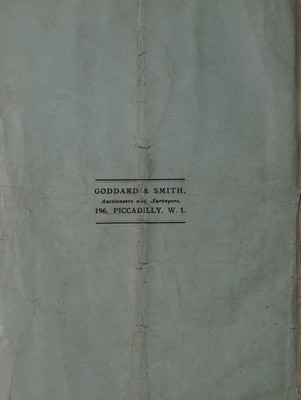 GODDARD & SMITH,
Auctioneers and Surveyors,
196, PICCADILLY, W. 1.